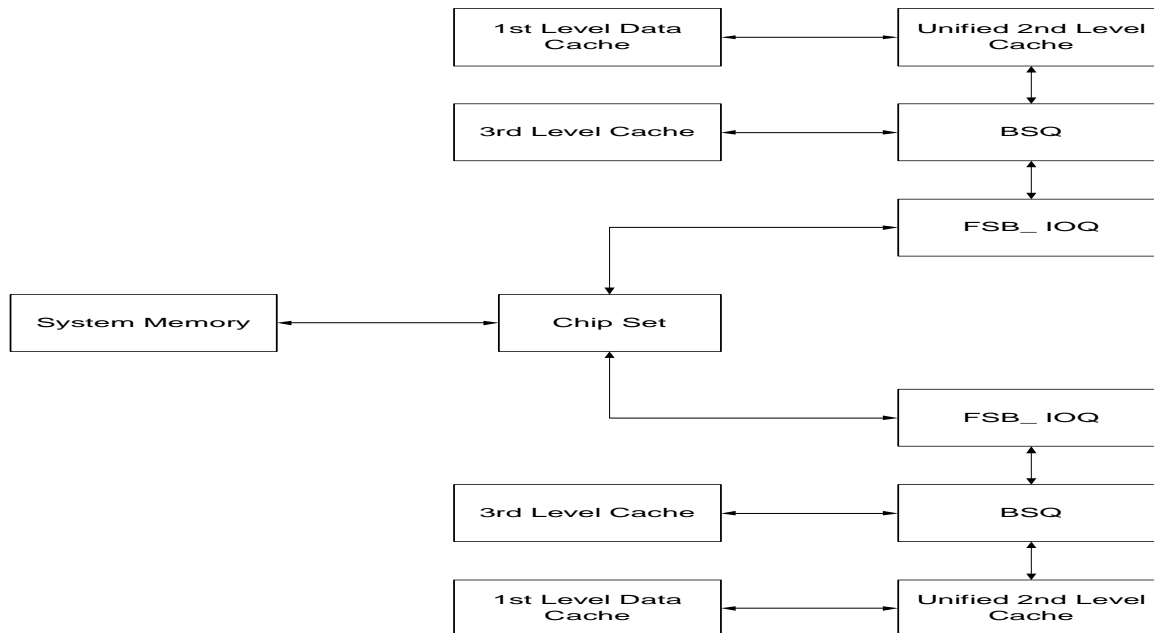 1st Level Data
Cache
Unified 2nd Level
Cache
3rd Level Cache
BSQ
FSB_ IOQ
System Memory
Chip Set
FSB_ IOQ
3rd Level Cache
BSQ
1st Level Data
Cache
Unified 2nd Level
Cache